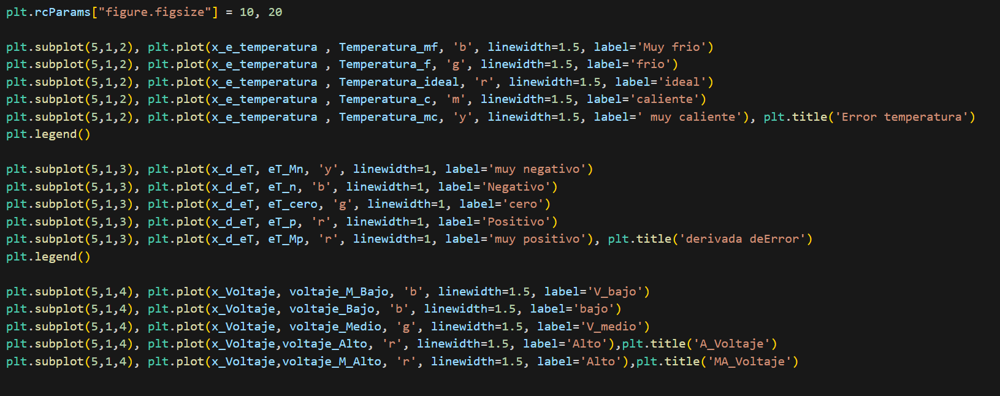 plt.rcParams["figure.figsize"] = 10, 20
plt.subplot(5,1,2), plt.plot(x_e_temperatura , Temperatura_mf, 'b', linewidth=1.5, label='Muy frio')
plt.subplot(5,1,2), plt.plot(x_e_temperatura , Temperatura_f, 'g', linewidth=1.5, label='frio')
plt.subplot(5,1,2), plt.plot(x_e_temperatura , Temperatura_ideal, 'r', linewidth=1.5, label='ideal')
plt.subplot(5,1,2), plt.plot(x_e_temperatura , Temperatura_c, 'm', linewidth=1.5, label='caliente')
plt.subplot(5,1,2), plt.plot(x_e_temperatura , Temperatura_mc, 'y', linewidth=1.5, label=' muy caliente'), plt.title('Error temperatura')
plt.legend()
plt.subplot(5,1,3), plt.plot(x_d_eT, eT_Mn, 'y', linewidth=1, label='muy negativo')
plt.subplot(5,1,3), plt.plot(x_d_eT, eT_n, 'b', linewidth=1, label='Negativo')
plt.subplot(5,1,3), plt.plot(x_d_eT, eT_cero, 'g', linewidth=1, label='cero')
plt.subplot(5,1,3), plt.plot(x_d_eT, eT_p, 'r', linewidth=1, label='Positivo')
plt.subplot(5,1,3), plt.plot(x_d_eT, eT_Mp, 'r', linewidth=1, label='muy positivo'), plt.title('derivada deError')
plt.legend()
plt.subplot(5,1,4), plt.plot(x_Voltaje, voltaje_M_Bajo, 'b', linewidth=1.5, label='V_bajo')
plt.subplot(5,1,4), plt.plot(x_Voltaje, voltaje_Bajo, 'b', linewidth=1.5, label='bajo')
plt.subplot(5,1,4), plt.plot(x_Voltaje, voltaje_Medio, 'g', linewidth=1.5, label='V_medio')
plt.subplot(5,1,4), plt.plot(x_Voltaje,voltaje_Alto, 'r', linewidth=1.5, label='Alto'),plt.title('A_Voltaje')
plt.subplot(5,1,4), plt.plot(x_Voltaje,voltaje_M_Alto, 'r', linewidth=1.5, label='Alto'),plt.title('MA_Voltaje')